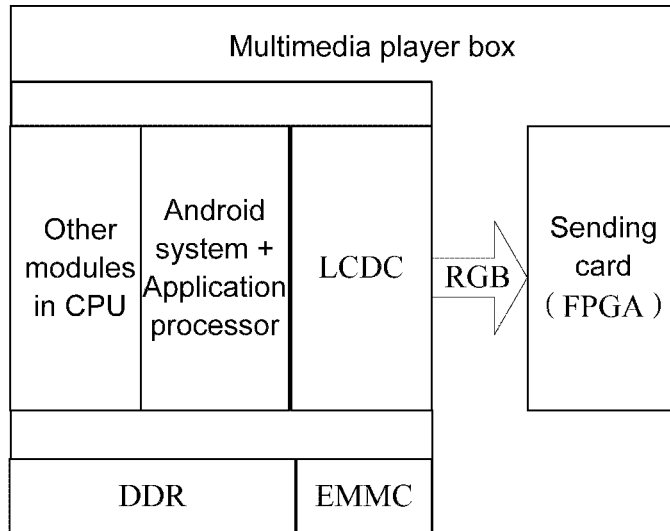 Multimedia player box
Other
modules
in CPU
Android
system +
Application
processor
LCDC
RGB
Sending
card
（FPGA）
DDR
EMMC